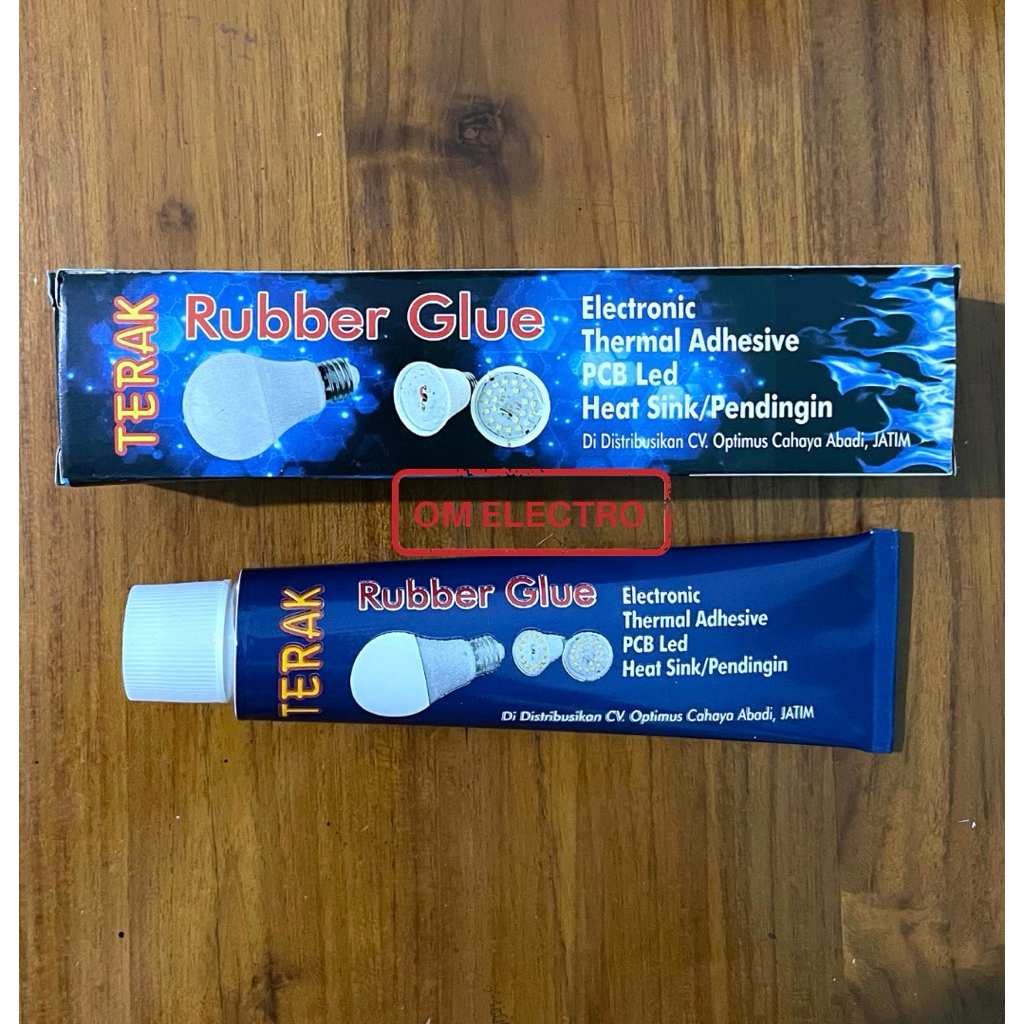 TERAK
Rubber Glue
Electronic
Thermal Adhesive
PCB Led
Heat Sink/Pendingin
Di Distribusikan CV. Optimus Cahaya Abadi, JATIM
OM ELECTRO
TERAK
Rubber Glue
Electronic
Thermal Adhesive
PCB Led
Heat Sink/Pendingin
Di Distribusikan CV. Optimus Cahaya Abadi, JATIM